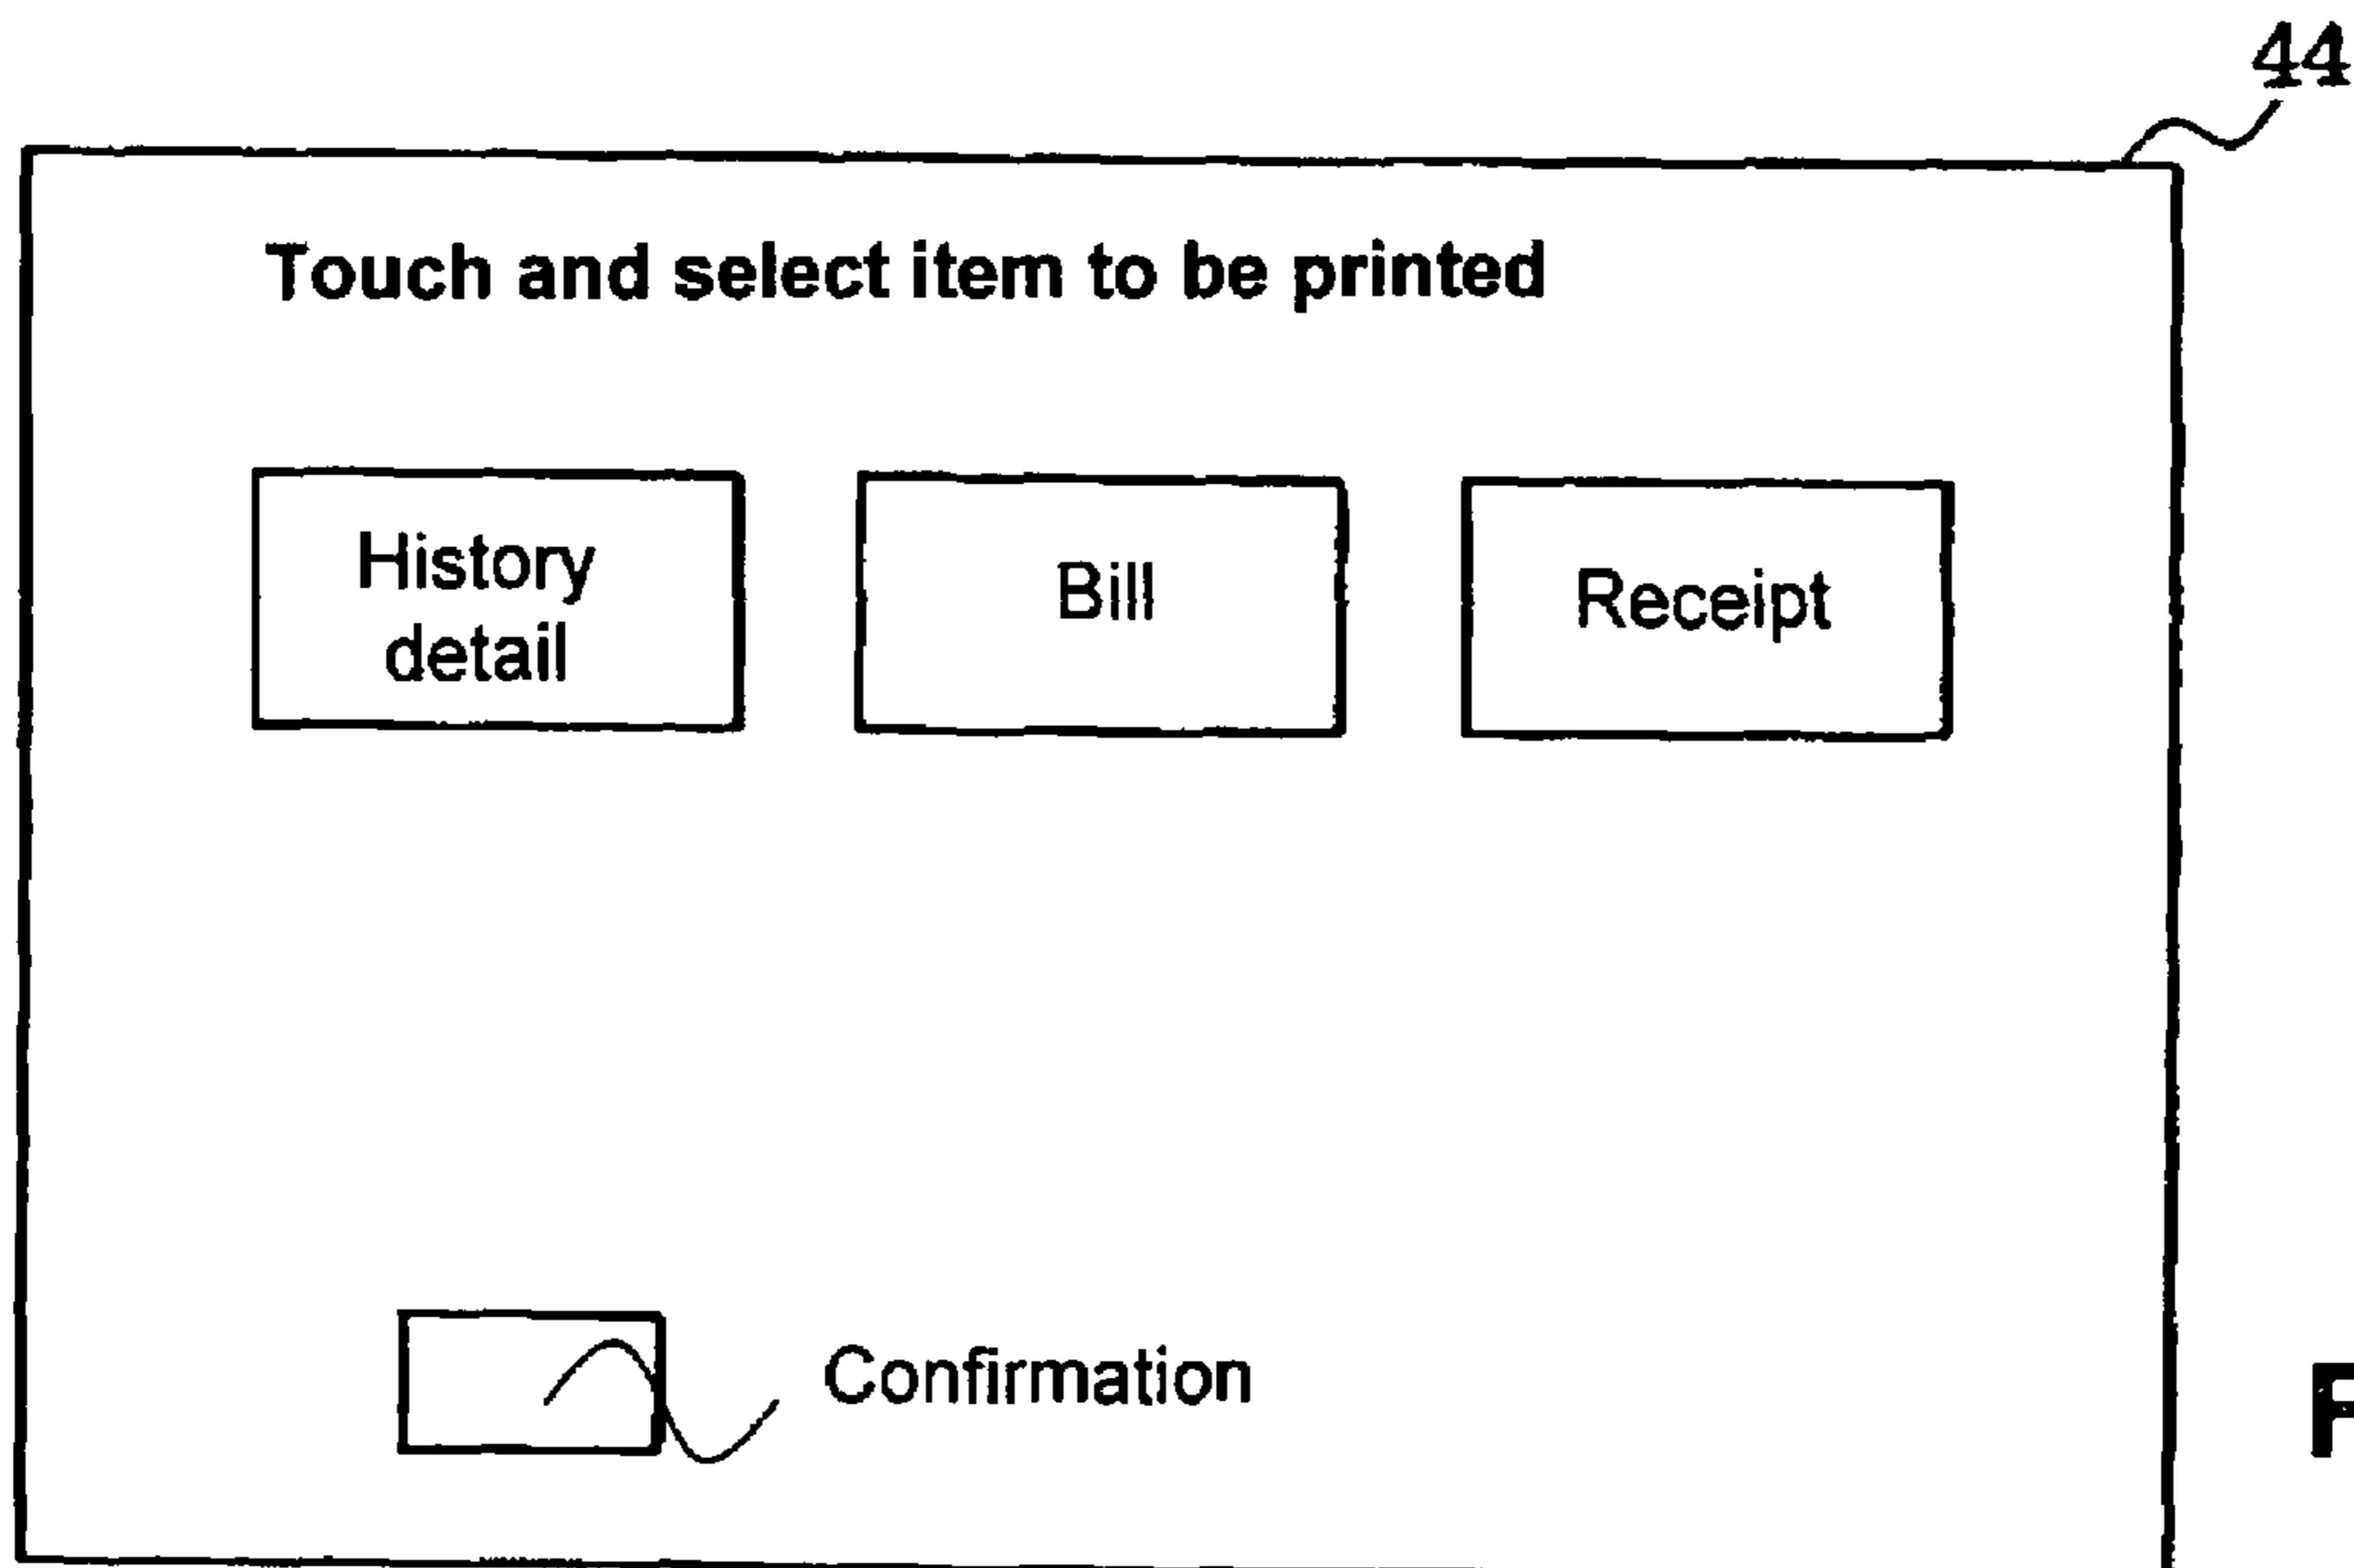 44
Touch and select item to be printed
History
detail
Bill
Receipt
Confirmation